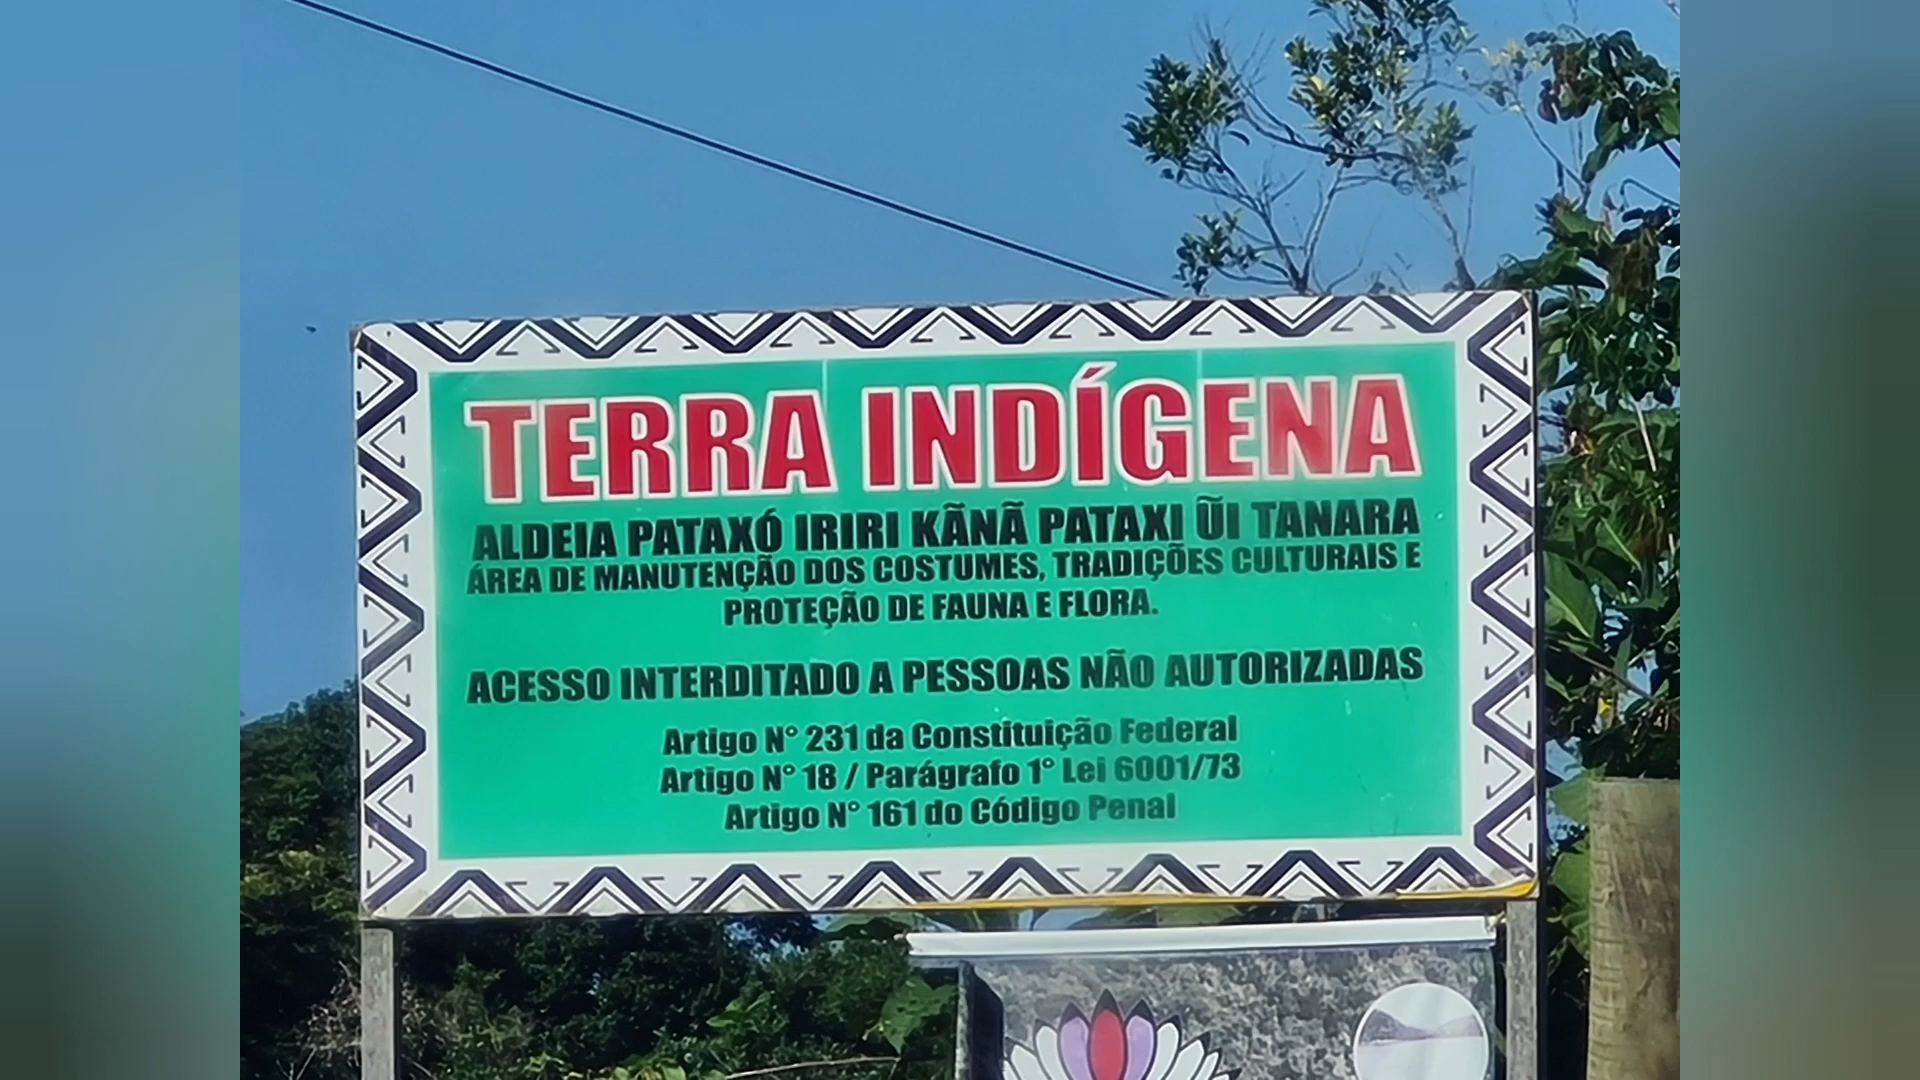 TERRA INDÍGENA
ALDEIA PATAXÓ IRIRI KÃNÃ PATAXI ŨI TANARA
ÁREA DE MANUTENÇÃO DOS COSTUMES, TRADIÇÕES CULTURAIS E
PROTEÇÃO DE FAUNA E FLORA.
ACESSO INTERDITADO A PESSOAS NÃO AUTORIZADAS
Artigo N° 231 da Constituição Federal
Artigo N° 18 / Parágrafo 1° Lei 6001/73
Artigo N° 161 do Código Penal